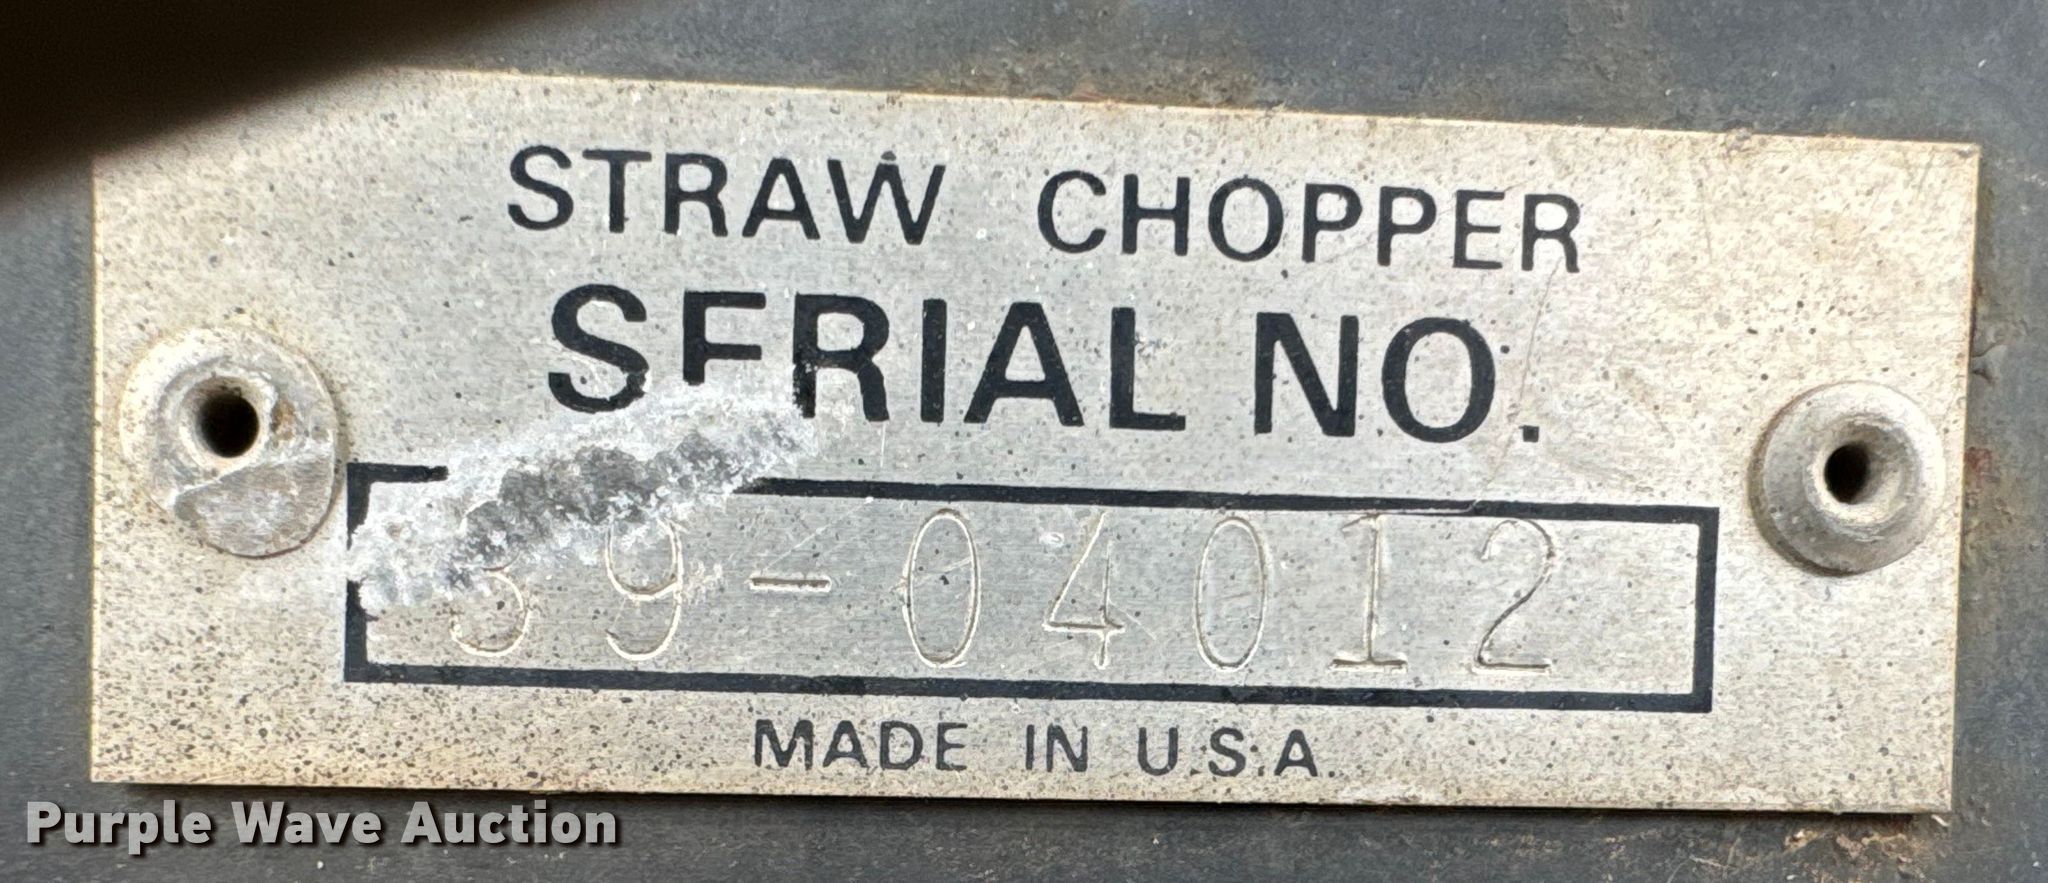 STRAW CHOPPER
SERIAL NO.
39-04012
MADE IN U.S.A.
Purple Wave Auction